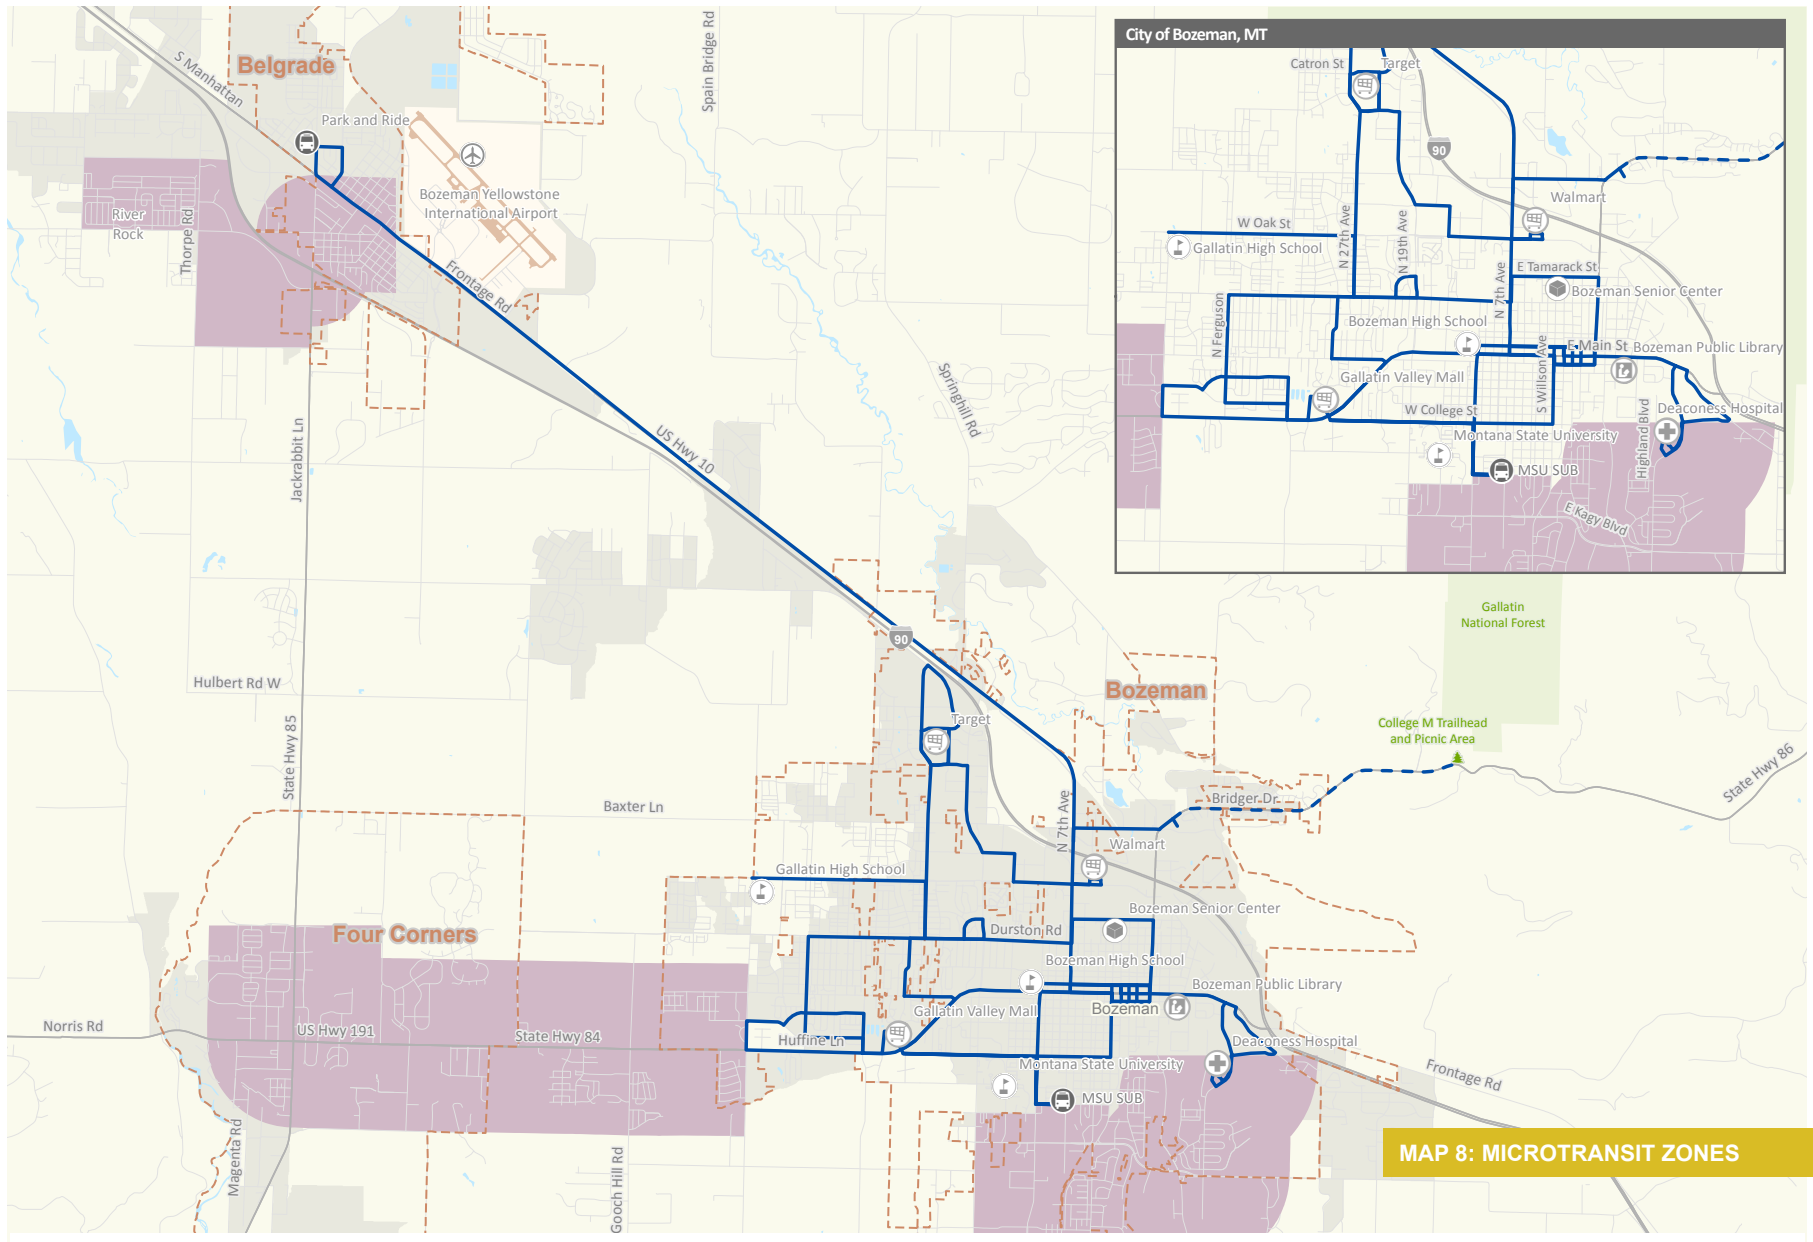 City of Bozeman, MT
Catron St
Target
90
Walmart
W Oak St
Gallatin High School
N 27th Ave
N 19th Ave
N 7th Ave
E Tamarack St
Bozeman Senior Center
N Ferguson
Bozeman High School
E Main St
Bozeman Public Library
Gallatin Valley Mall
S Willson Ave
W College St
Highland Blvd
Deaconess Hospital
Montana State University
MSU SUB
E Kagy Blvd
Belgrade
S Manhattan
Park and Ride
Spain Bridge Rd
Bozeman Yellowstone
International Airport
River
Rock
Thorpe Rd
Frontage Rd
Jackrabbit Ln
US Hwy 10
Springhill Rd
90
Gallatin
National Forest
Hulbert Rd W
State Hwy 85
Bozeman
Target
College M Trailhead
and Picnic Area
State Hwy 86
Baxter Ln
Bridger Dr
N 7th Ave
Walmart
Gallatin High School
Four Corners
Durston Rd
Bozeman Senior Center
Bozeman High School
Bozeman Public Library
Gallatin Valley Mall
Bozeman
Norris Rd
US Hwy 191
State Hwy 84
Huffine Ln
Deaconess Hospital
Montana State University
MSU SUB
Frontage Rd
Magenta Rd
Gooch Hill Rd
MAP 8: MICROTRANSIT ZONES